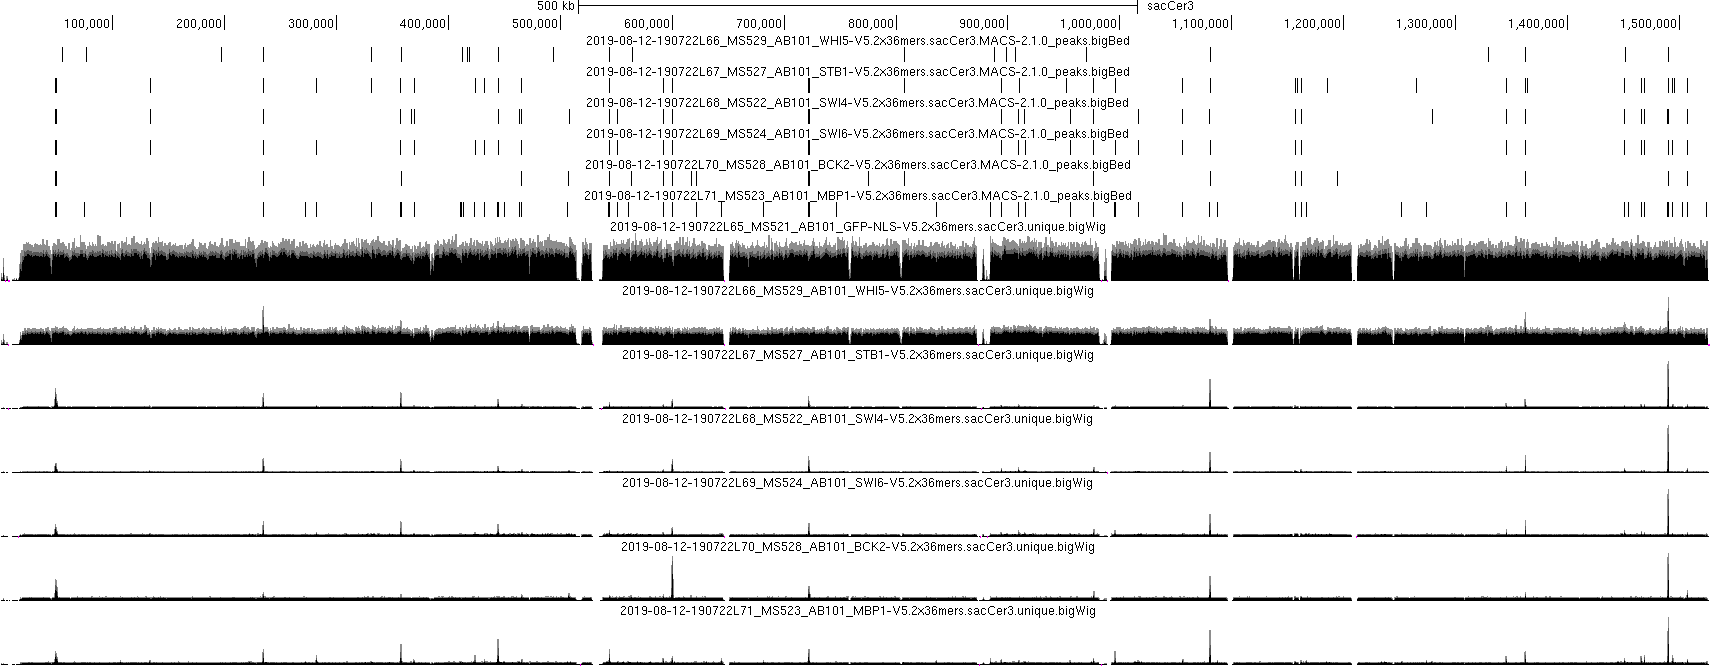 500 kb sacCer3
100,000 200,000 300,000 400,000 500,000 600,000 700,000 800,000 900,000 1,000,000 1,100,000 1,200,000 1,300,000 1,400,000 1,500,000
2019-08-12-190722L66_MS529_AB101_WHI5-V5.2x36mers.sacCer3.MACS-2.1.0_peaks.bigBed
2019-08-12-190722L67_MS527_AB101_STB1-V5.2x36mers.sacCer3.MACS-2.1.0_peaks.bigBed
2019-08-12-190722L68_MS522_AB101_SWI4-V5.2x36mers.sacCer3.MACS-2.1.0_peaks.bigBed
2019-08-12-190722L69_MS524_AB101_SWI6-V5.2x36mers.sacCer3.MACS-2.1.0_peaks.bigBed
2019-08-12-190722L70_MS528_AB101_BCK2-V5.2x36mers.sacCer3.MACS-2.1.0_peaks.bigBed
2019-08-12-190722L71_MS523_AB101_MBP1-V5.2x36mers.sacCer3.MACS-2.1.0_peaks.bigBed
2019-08-12-190722L65_MS521_AB101_GFP-NLS-V5.2x36mers.sacCer3.unique.bigWig
2019-08-12-190722L66_MS529_AB101_WHI5-V5.2x36mers.sacCer3.unique.bigWig
2019-08-12-190722L67_MS527_AB101_STB1-V5.2x36mers.sacCer3.unique.bigWig
2019-08-12-190722L68_MS522_AB101_SWI4-V5.2x36mers.sacCer3.unique.bigWig
2019-08-12-190722L69_MS524_AB101_SWI6-V5.2x36mers.sacCer3.unique.bigWig
2019-08-12-190722L70_MS528_AB101_BCK2-V5.2x36mers.sacCer3.unique.bigWig
2019-08-12-190722L71_MS523_AB101_MBP1-V5.2x36mers.sacCer3.unique.bigWig